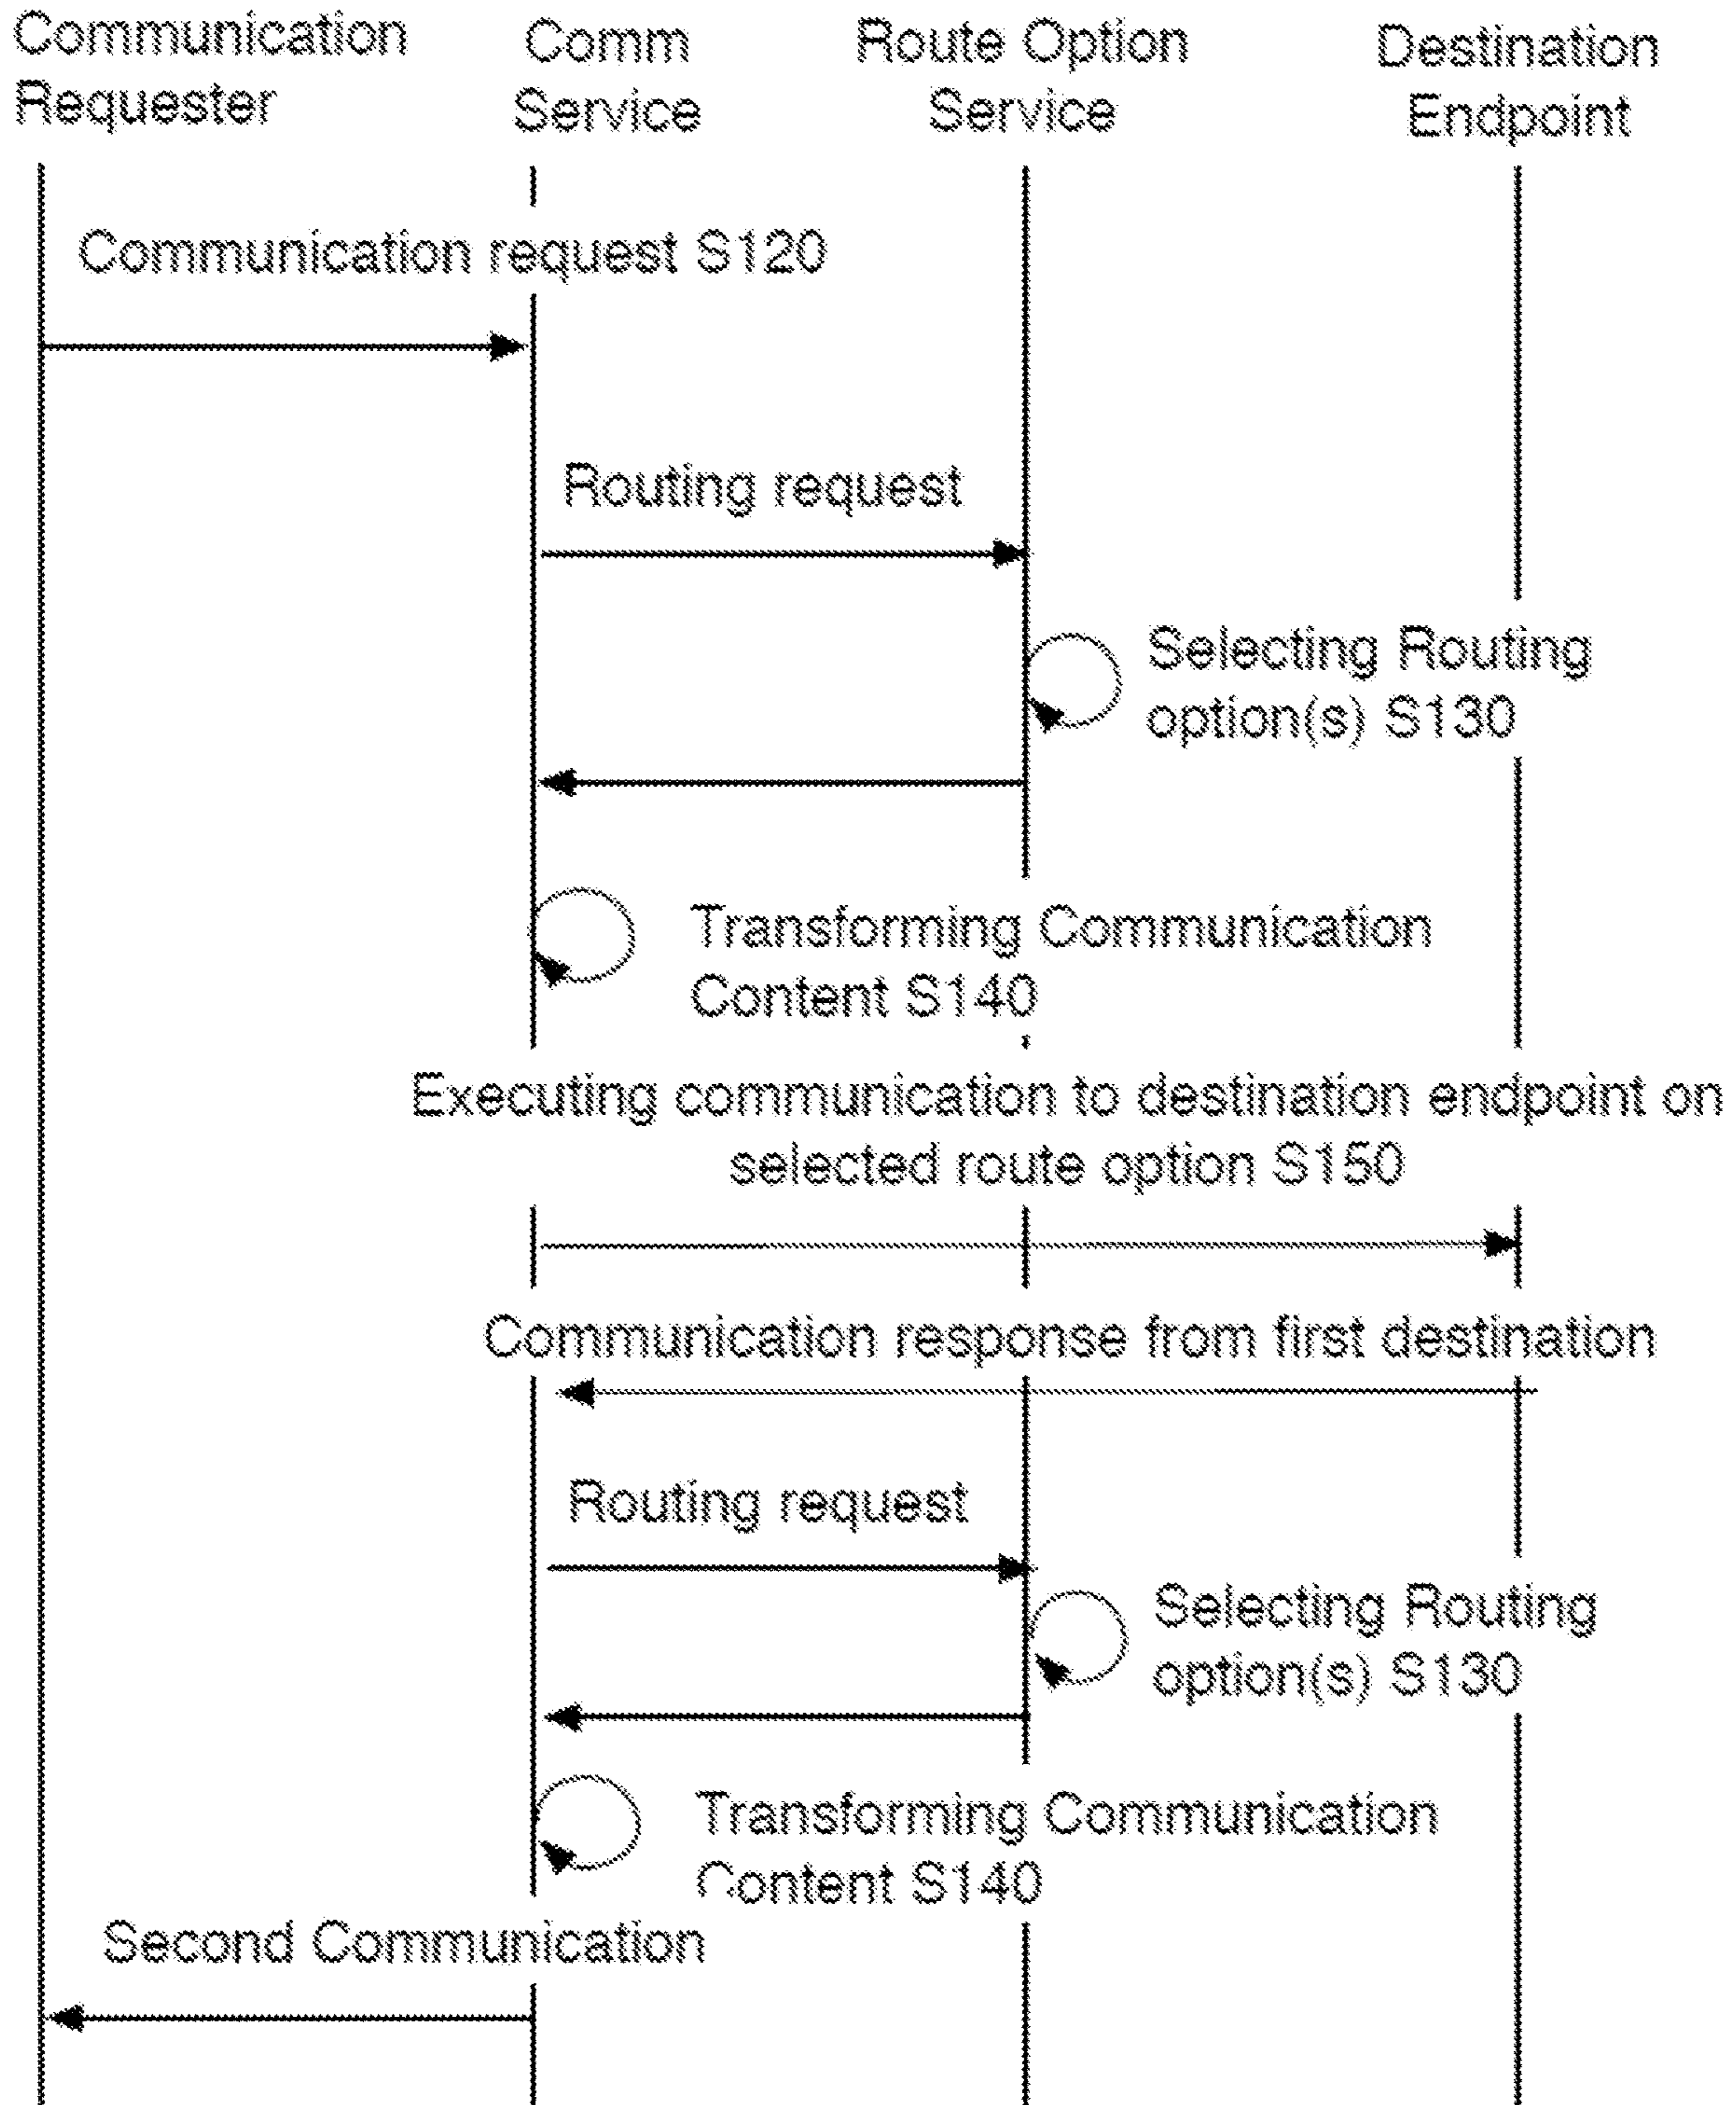 Communication
Requester
Comm
Service
Route Option
Service
Destination
Endpoint
Communication request S120
Routing request
Selecting Routing
option(s) S130
Transforming Communication
Content S140
Executing communication to destination endpoint on
selected route option S150
Communication response from first destination
Routing request
Selecting Routing
option(s) S130
Transforming Communication
Content S140
Second Communication